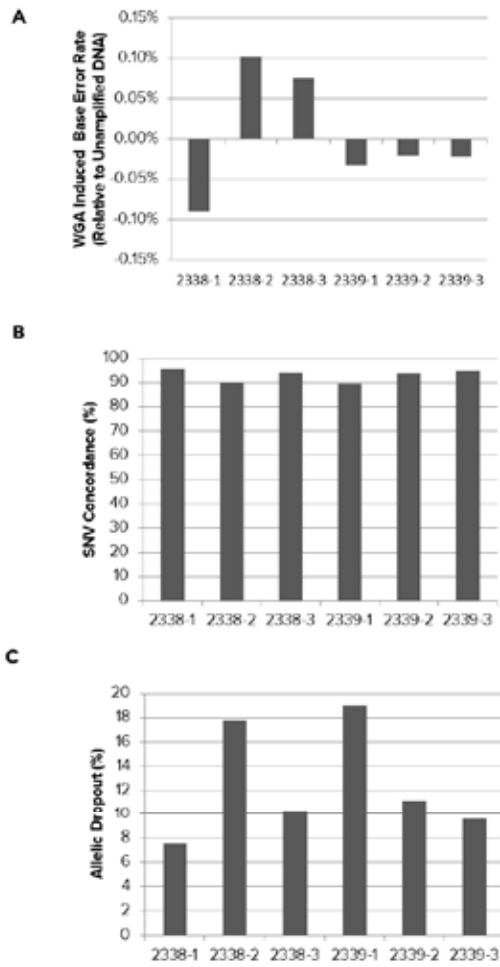 A
WGA Induced Base Error Rate
(Relative to Unamplified DNA)
0.15%
0.10%
0.05%
0.00%
-0.05%
-0.10%
-0.15%
2338-1 2338-2 2338-3 2339-1 2339-2 2339-3
B
SNV Concordance (%)
100
90
80
70
60
50
40
30
20
10
0
2338-1 2338-2 2338-3 2339-1 2339-2 2339-3
C
Allelic Dropout (%)
20
18
16
14
12
10
8
6
4
2
0
2338-1 2338-2 2338-3 2339-1 2339-2 2339-3